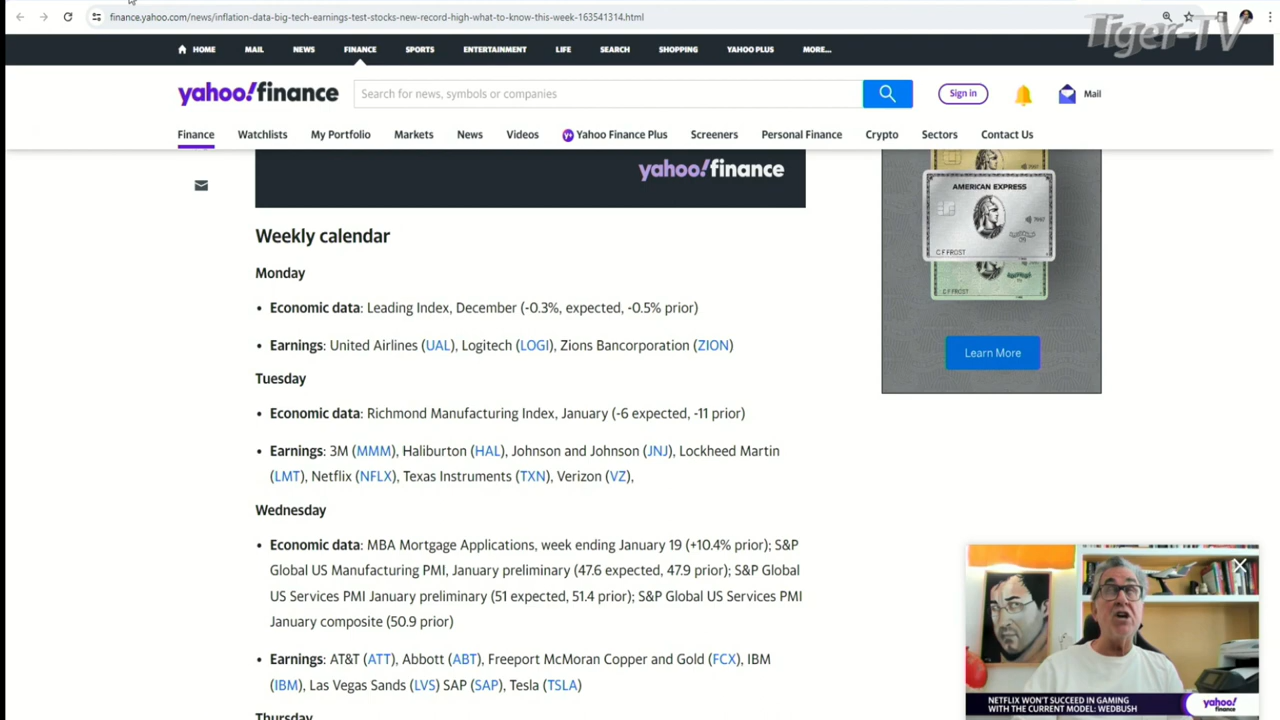 finance.yahoo.com/news/inflation-data-big-tech-earnings-test-stocks-new-record-high-what-to-know-this-week-163541314.html
Tiger-TV
HOME MAIL NEWS FINANCE SPORTS ENTERTAINMENT LIFE SEARCH SHOPPING YAHOO PLUS MORE...
yahoo!finance
Search for news, symbols or companies
Sign in
Mail
Finance Watchlists My Portfolio Markets News Videos Yahoo Finance Plus Screeners Personal Finance Crypto Sectors Contact Us
yahoo!finance
AMERICAN EXPRESS
C F FROST
C F FROST
Learn More
Weekly calendar
Monday
• Economic data: Leading Index, December (-0.3%, expected, -0.5% prior)
• Earnings: United Airlines (UAL), Logitech (LOGI), Zions Bancorporation (ZION)
Tuesday
• Economic data: Richmond Manufacturing Index, January (-6 expected, -11 prior)
• Earnings: 3M (MMM), Haliburton (HAL), Johnson and Johnson (JNJ), Lockheed Martin
(LMT), Netflix (NFLX), Texas Instruments (TXN), Verizon (VZ),
Wednesday
• Economic data: MBA Mortgage Applications, week ending January 19 (+10.4% prior); S&P
Global US Manufacturing PMI, January preliminary (47.6 expected, 47.9 prior); S&P Global
US Services PMI January preliminary (51 expected, 51.4 prior); S&P Global US Services PMI
January composite (50.9 prior)
• Earnings: AT&T (ATT), Abbott (ABT), Freeport McMoran Copper and Gold (FCX), IBM
(IBM), Las Vegas Sands (LVS) SAP (SAP), Tesla (TSLA)
Thursday
NETFLIX WON'T SUCCEED IN GAMING
WITH THE CURRENT MODEL: WEDBUSH
yahoo!
finance